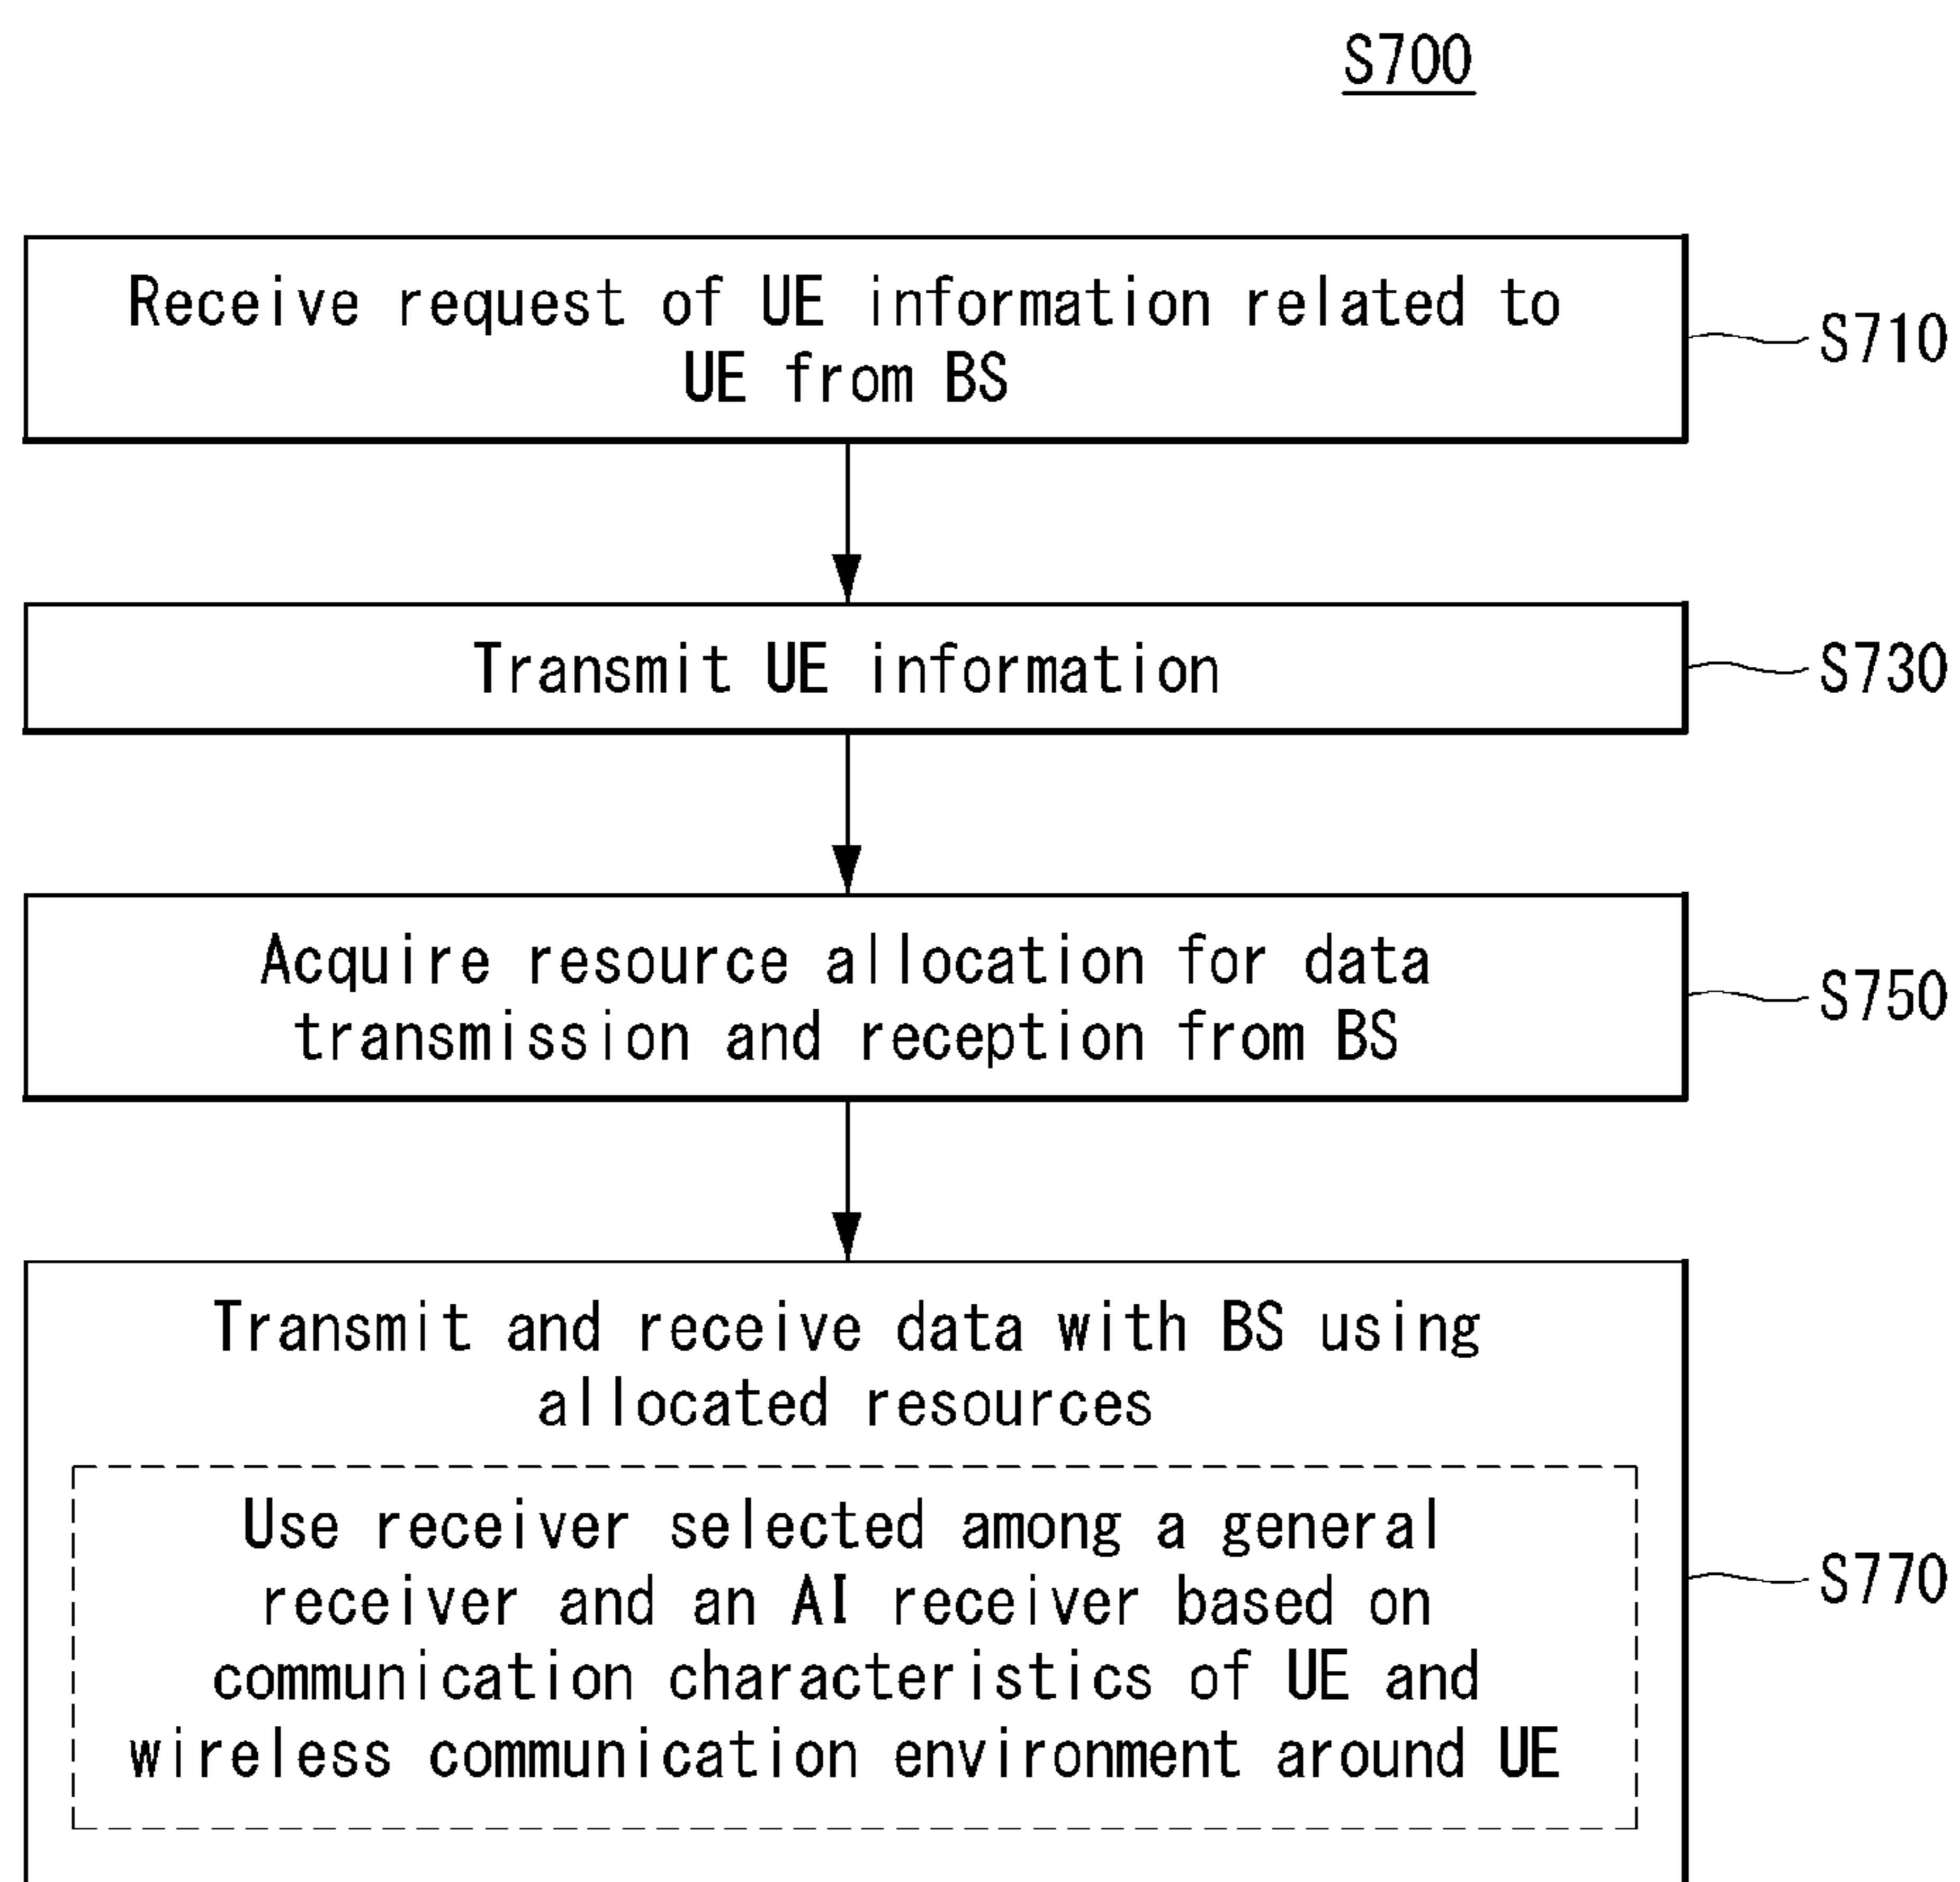 S700
Receive request of UE information related to
UE from BS
S710
Transmit UE information
S730
Acquire resource allocation for data
transmission and reception from BS
S750
Transmit and receive data with BS using
allocated resources
Use receiver selected among a general
receiver and an AI receiver based on
communication characteristics of UE and
wireless communication environment around UE
S770